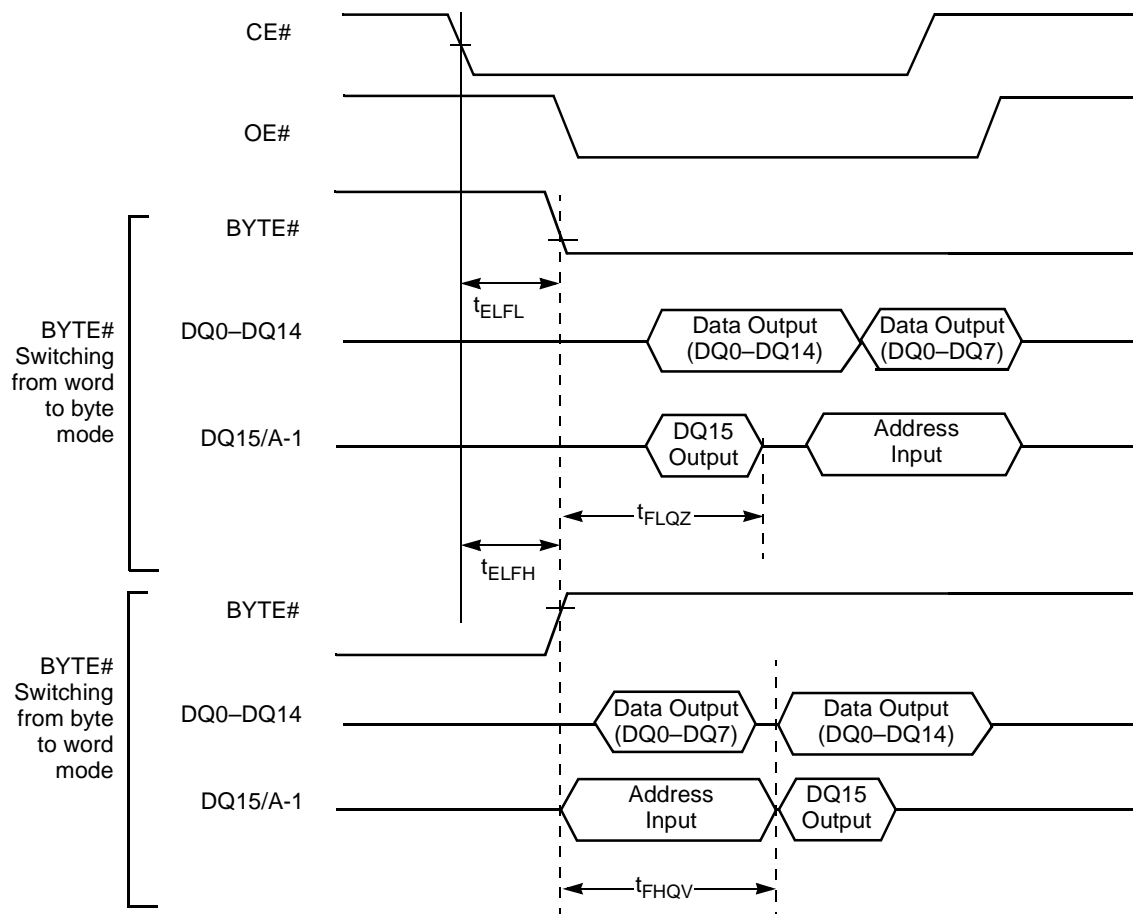 CE#
OE#
BYTE#
Switching
from word
to byte
mode
BYTE#
tELFL
DQ0–DQ14
Data Output
(DQ0–DQ14)
Data Output
(DQ0–DQ7)
DQ15/A-1
DQ15
Output
Address
Input
tFLQZ
tELFH
BYTE#
Switching
from byte
to word
mode
BYTE#
DQ0–DQ14
Data Output
(DQ0–DQ7)
Data Output
(DQ0–DQ14)
DQ15/A-1
Address
Input
DQ15
Output
tFHQV